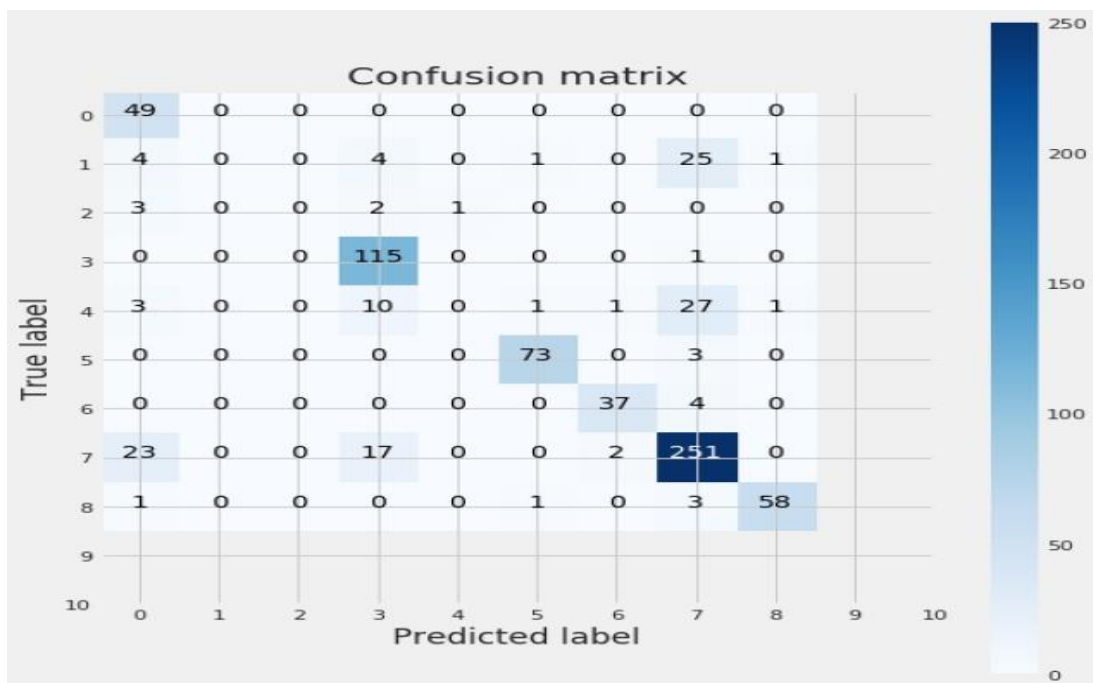 Confusion matrix
0 49 0 0 0 0 0 0 0 0
1 4 0 0 4 0 1 0 25 1
2 3 0 0 2 1 0 0 0 0
3 0 0 0 115 0 0 0 1 0
4 3 0 0 10 0 1 1 27 1
5 0 0 0 0 0 73 0 3 0
6 0 0 0 0 0 0 37 4 0
7 23 0 0 17 0 0 2 251 0
8 1 0 0 0 0 1 0 3 58
9
10
0 1 2 3 4 5 6 7 8 9 10
True label
Predicted label
250
200
150
100
50
0